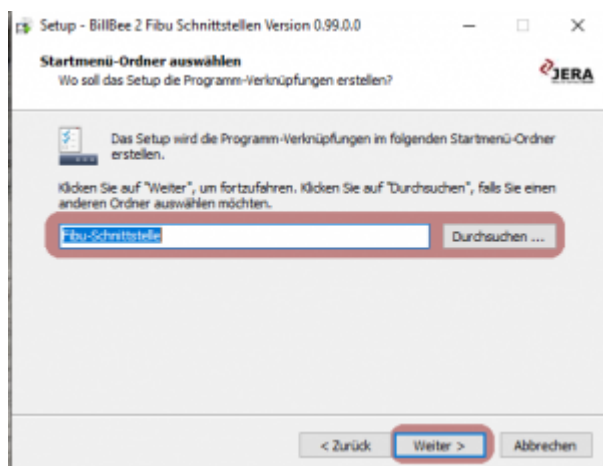 Setup - BillBee 2 Fibu Schnittstellen Version 0.99.0.0
Startmenü-Ordner auswählen
Wo soll das Setup die Programm-Verknüpfungen erstellen?
JERA
Das Setup wird die Programm-Verknüpfungen im folgenden Startmenü-Ordner
erstellen.
Klicken Sie auf "Weiter", um fortzufahren. Klicken Sie auf "Durchsuchen", falls Sie einen
anderen Ordner auswählen möchten.
Fibu-Schnittstelle
Durchsuchen ...
< Zurück
Weiter >
Abbrechen